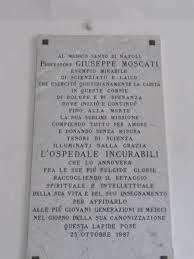 AL MEDICO SANTO DI NAPOLI
PROFESSORE GIUSEPPE MOSCATI
ESEMPIO MIRABILE
DI SCIENZIATO E LAICO
CHE ESERCITÒ QUOTIDIANAMENTE LA CARITÀ
IN QUESTE CORSIE
DI DOLORE E DI SPERANZA
DOVE INIZIÒ E CONTINUÒ
FINO ALLA MORTE
LA SUA SUBLIME MISSIONE
COMPIENDO TUTTO PER AMORE
E DONANDO SENZA MISURA
TESORI DI SCIENZA
ILLUMINATI DALLA GRAZIA
L'OSPEDALE INCURABILI
CHE LO ANNOVERA
FRA LE SUE PIÙ FULGIDE GLORIE
RACCOGLIENDO IL RETAGGIO
SPIRITUALE E INTELLETTUALE
DELLA SUA VITA E DEL SUO INSEGNAMENTO
PER AFFIDARLO
ALLE PIÙ GIOVANI GENERAZIONI DI MEDICI
NEL GIORNO DELLA SUA CANONIZZAZIONE
QUESTA LAPIDE POSE
25 OTTOBRE 1987